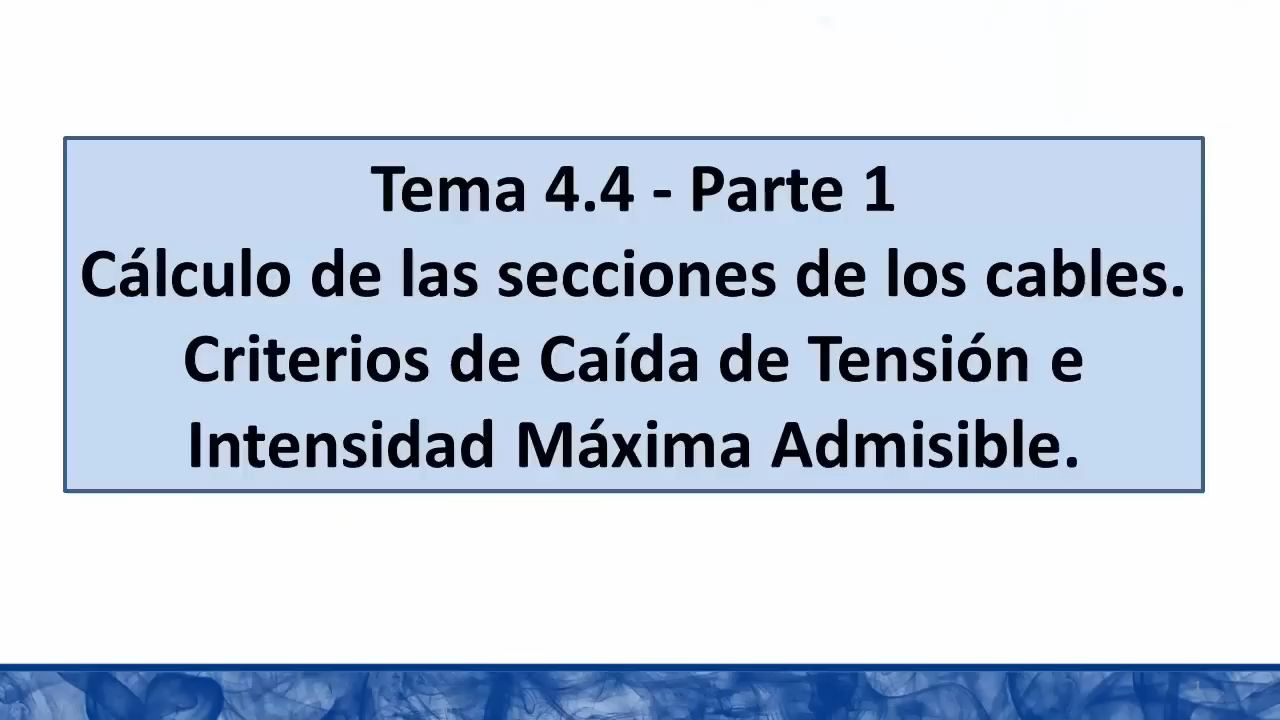 Tema 4.4 - Parte 1
Cálculo de las secciones de los cables.
Criterios de Caída de Tensión e
Intensidad Máxima Admisible.
1